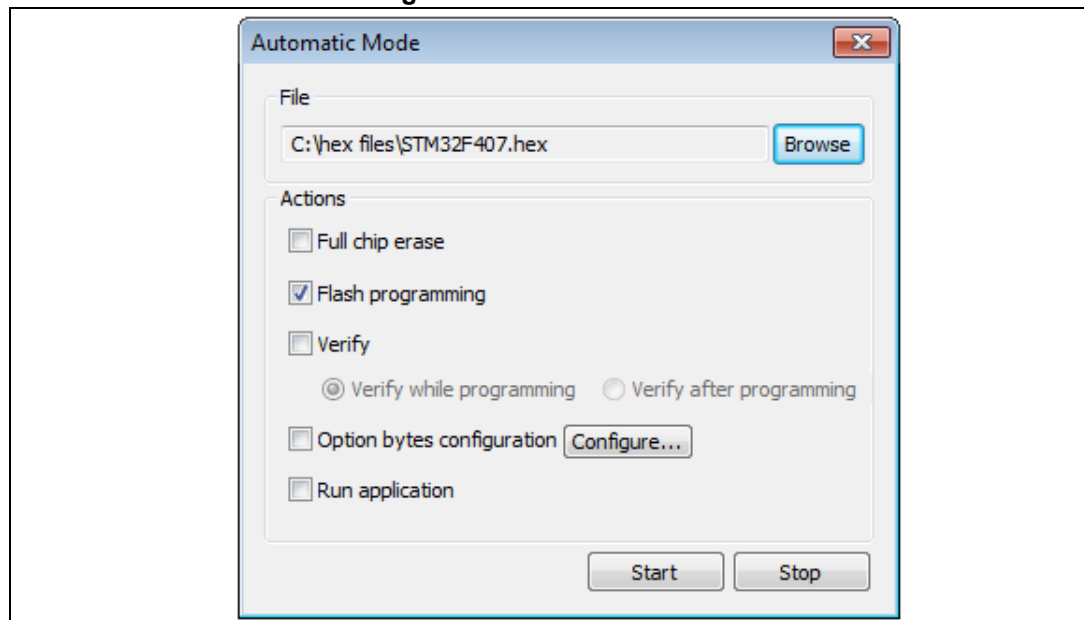 Automatic Mode
File
C:\hex files\STM32F407.hex Browse
Actions
Full chip erase
Flash programming
Verify
Verify while programming Verify after programming
Option bytes configuration Configure...
Run application
Start Stop